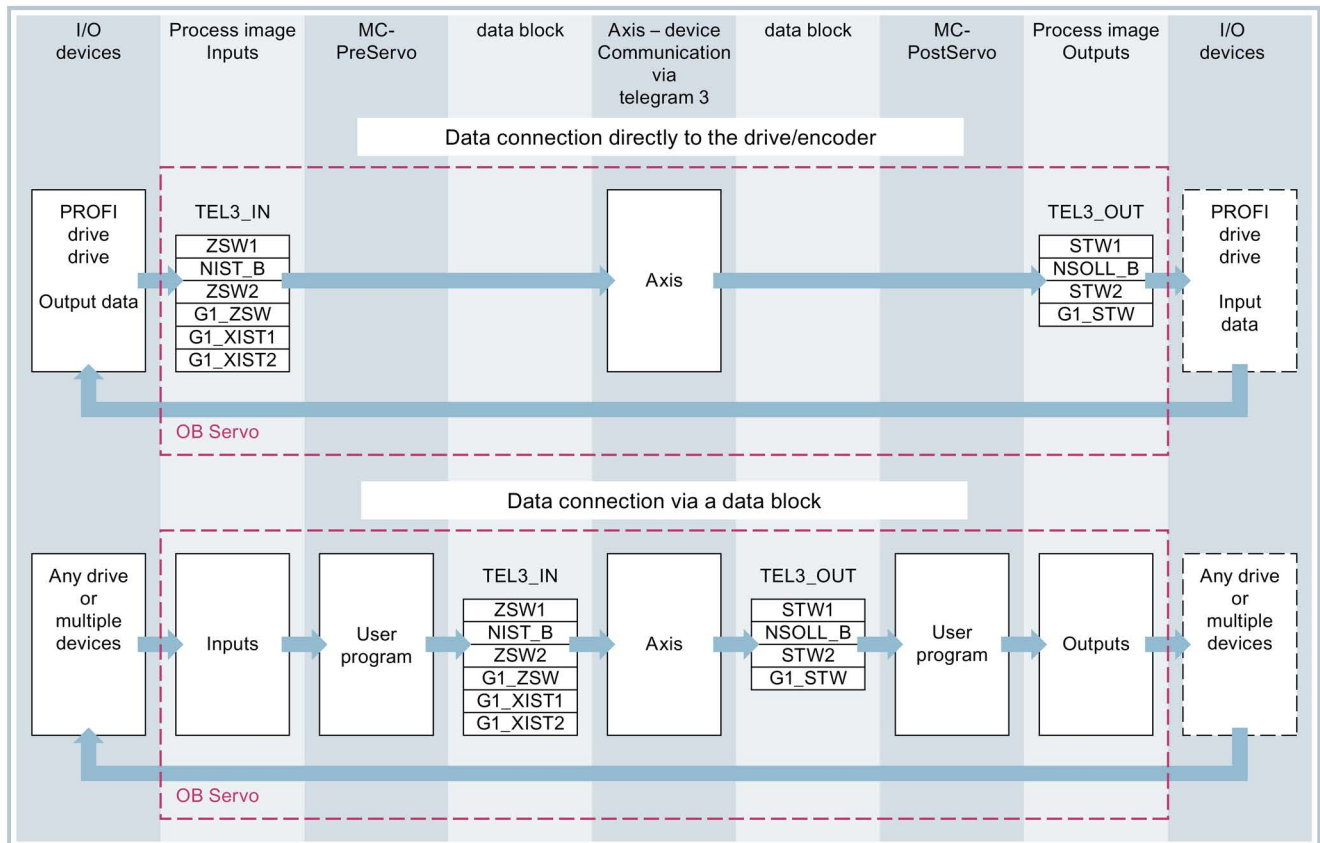 I/O
devices
Process image
Inputs
MC-
PreServo
data block
Axis – device
Communication
via
telegram 3
data block
MC-
PostServo
Process image
Outputs
I/O
devices
Data connection directly to the drive/encoder
PROFI
drive
drive
Output data
TEL3_IN
ZSW1
NIST_B
ZSW2
G1_ZSW
G1_XIST1
G1_XIST2
Axis
TEL3_OUT
STW1
NSOLL_B
STW2
G1_STW
PROFI
drive
drive
Input
data
OB Servo
Data connection via a data block
Any drive
or
multiple
devices
Inputs
User
program
TEL3_IN
ZSW1
NIST_B
ZSW2
G1_ZSW
G1_XIST1
G1_XIST2
Axis
TEL3_OUT
STW1
NSOLL_B
STW2
G1_STW
User
program
Outputs
Any drive
or
multiple
devices
OB Servo